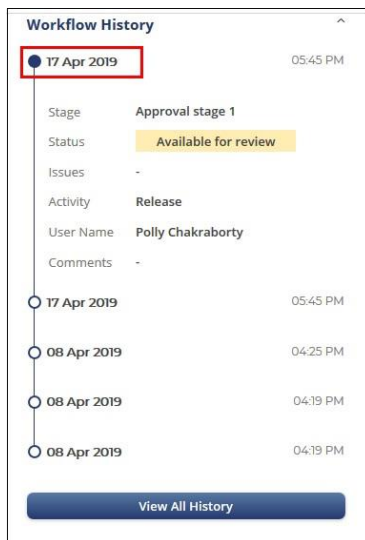 Workflow History
17 Apr 2019 05:45 PM
Stage Approval stage 1
Status Available for review
Issues -
Activity Release
User Name Polly Chakraborty
Comments -
17 Apr 2019 05:45 PM
08 Apr 2019 04:25 PM
08 Apr 2019 04:19 PM
08 Apr 2019 04:19 PM
View All History